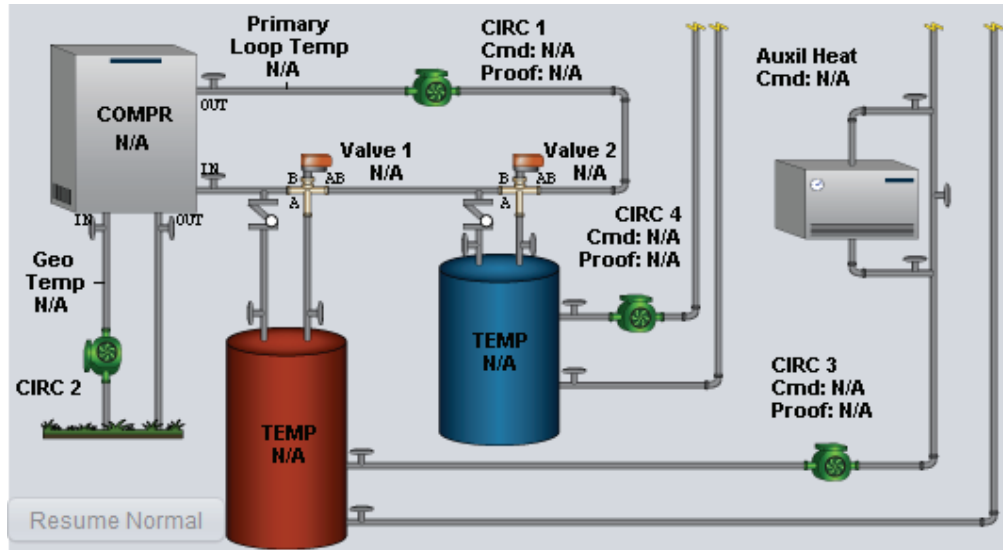 Primary
Loop Temp
N/A
CIRC 1
Cmd: N/A
Proof: N/A
Auxil Heat
Cmd: N/A
COMPR
N/A
OUT
IN
Valve 1
N/A
B
AB
A
Valve 2
N/A
B
AB
A
IN
OUT
CIRC 4
Cmd: N/A
Proof: N/A
Geo
Temp
N/A
TEMP
N/A
CIRC 2
CIRC 3
Cmd: N/A
Proof: N/A
TEMP
N/A
Resume Normal